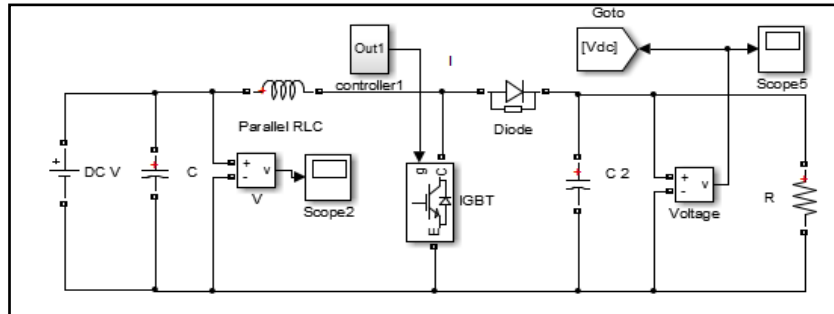 Goto
Out1
[Vdc]
I
controller1
Scope5
Parallel RLC
Diode
+
DC V
C
+
-
v
V
Scope2
g
C
E
IGBT
C 2
+
-
v
Voltage
R